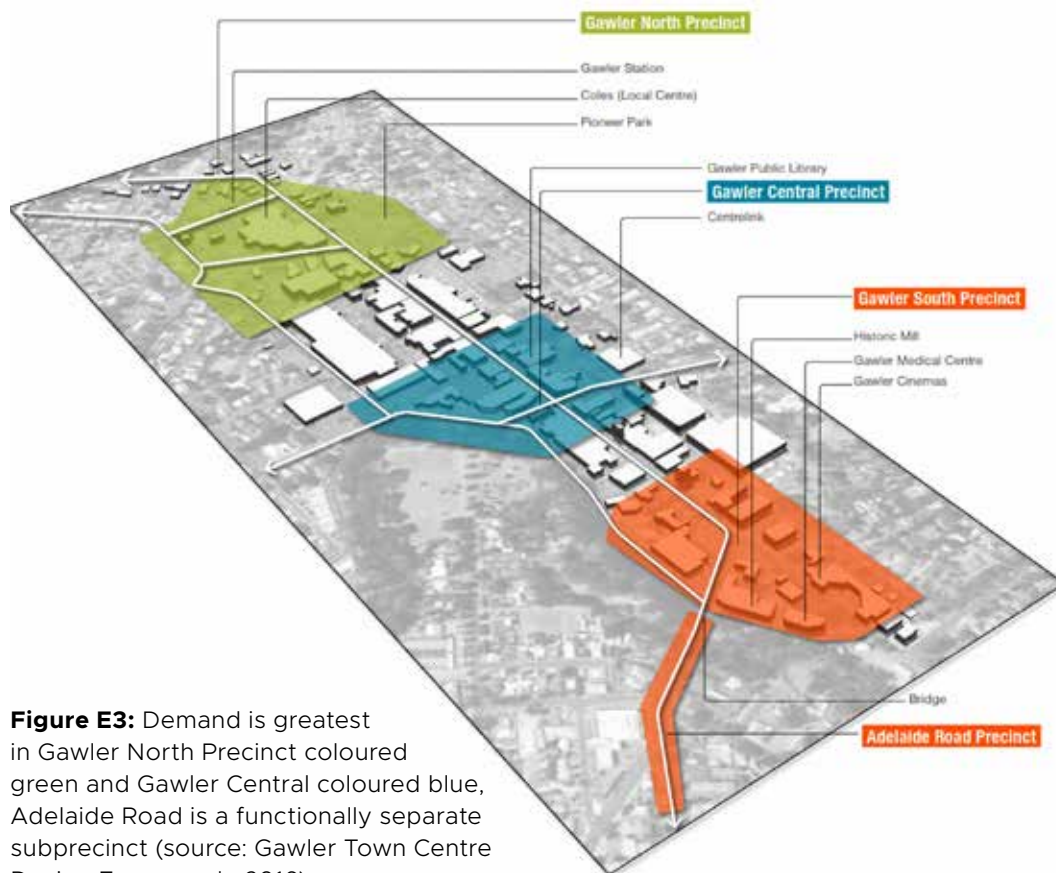 Gawler North Precinct
Gawler Station
Coles (Local Centre)
Pioneer Park
Gawler Public Library
Gawler Central Precinct
Centrelink
Gawler South Precinct
Historic Mill
Gawler Medical Centre
Gawler Cinemas
Bridge
Adelaide Road Precinct
Figure E3: Demand is greatest
in Gawler North Precinct coloured
green and Gawler Central coloured blue,
Adelaide Road is a functionally separate
subprecinct (source: Gawler Town Centre